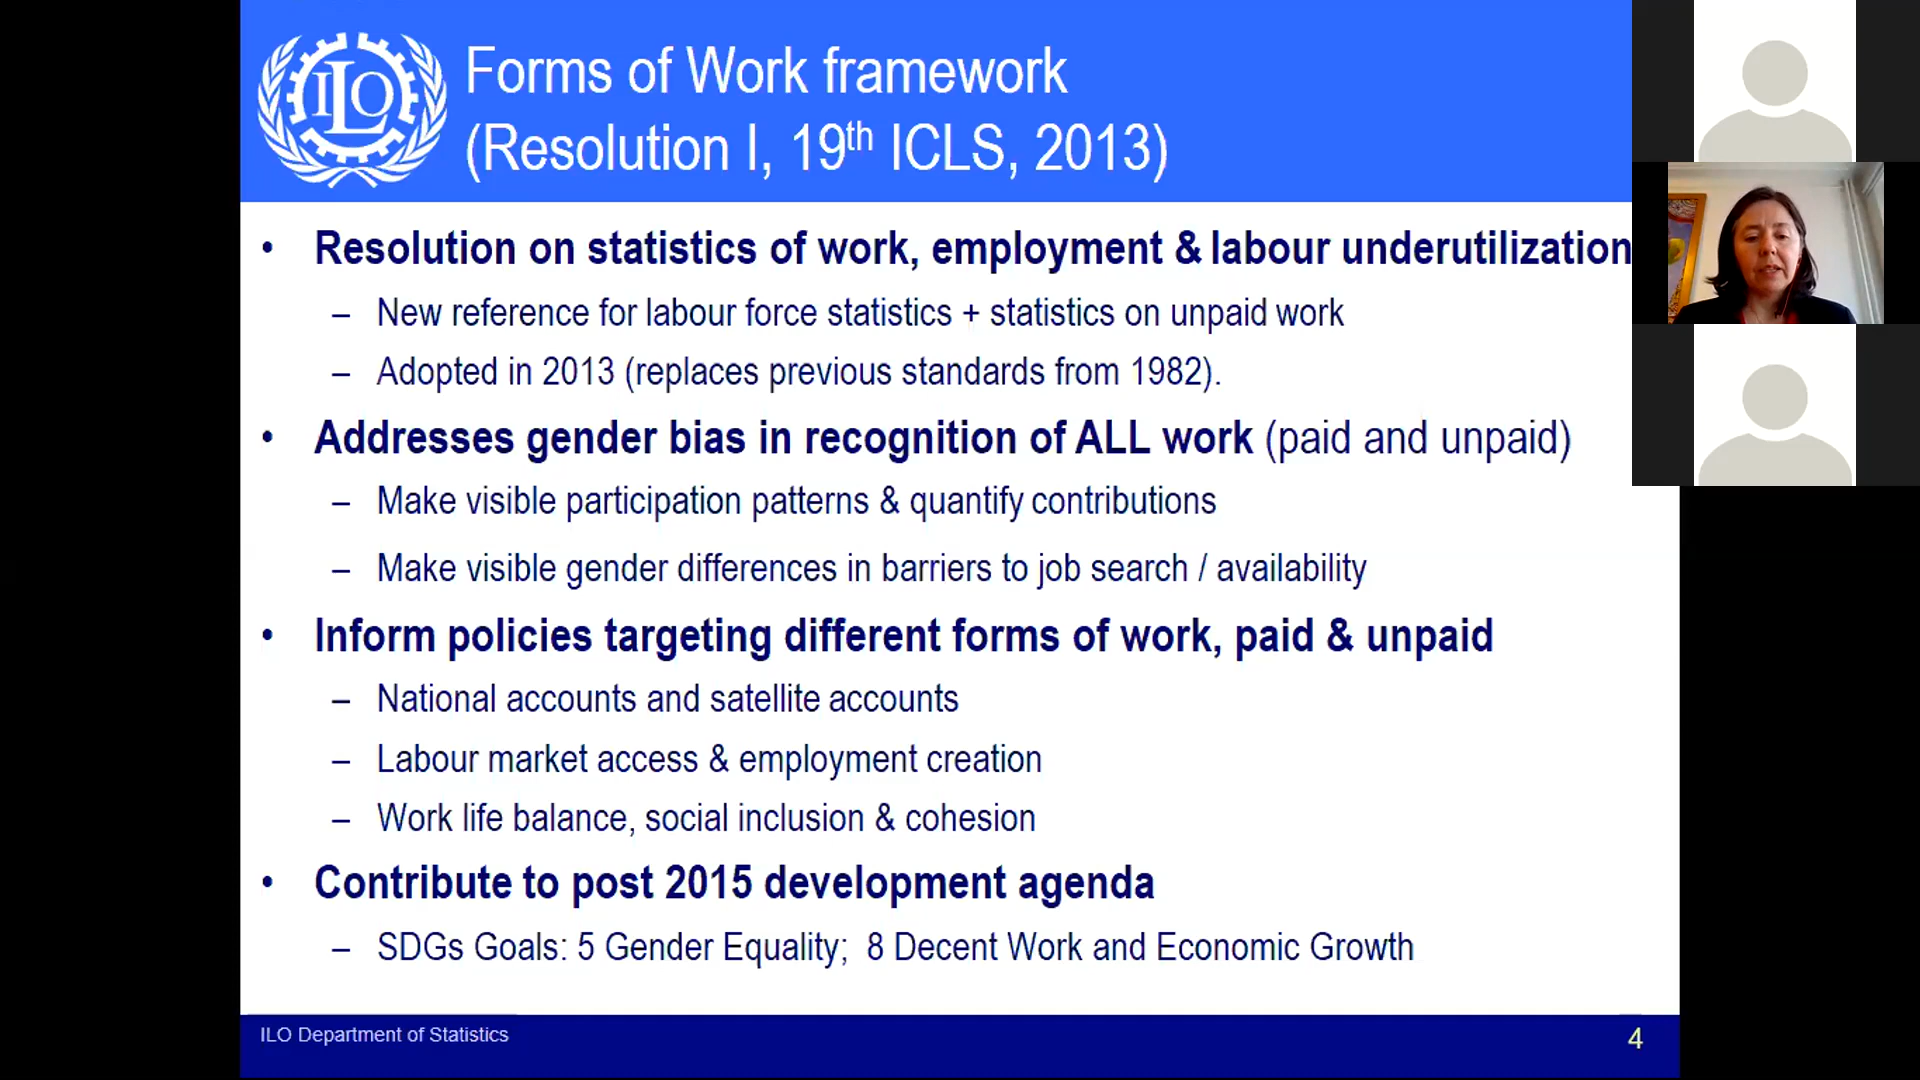 ILO
Forms of Work framework
(Resolution I, 19th ICLS, 2013)
• Resolution on statistics of work, employment & labour underutilization
– New reference for labour force statistics + statistics on unpaid work
– Adopted in 2013 (replaces previous standards from 1982).
• Addresses gender bias in recognition of ALL work (paid and unpaid)
– Make visible participation patterns & quantify contributions
– Make visible gender differences in barriers to job search / availability
• Inform policies targeting different forms of work, paid & unpaid
– National accounts and satellite accounts
– Labour market access & employment creation
– Work life balance, social inclusion & cohesion
• Contribute to post 2015 development agenda
– SDGs Goals: 5 Gender Equality; 8 Decent Work and Economic Growth
ILO Department of Statistics
4